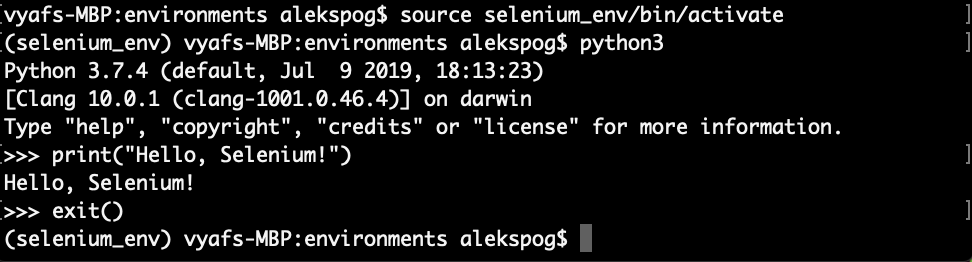 vyafs-MBP:environments alekspog$ source selenium_env/bin/activate
(selenium_env) vyafs-MBP:environments alekspog$ python3
Python 3.7.4 (default, Jul  9 2019, 18:13:23)
[Clang 10.0.1 (clang-1001.0.46.4)] on darwin
Type "help", "copyright", "credits" or "license" for more information.
>>> print("Hello, Selenium!")
Hello, Selenium!
>>> exit()
(selenium_env) vyafs-MBP:environments alekspog$